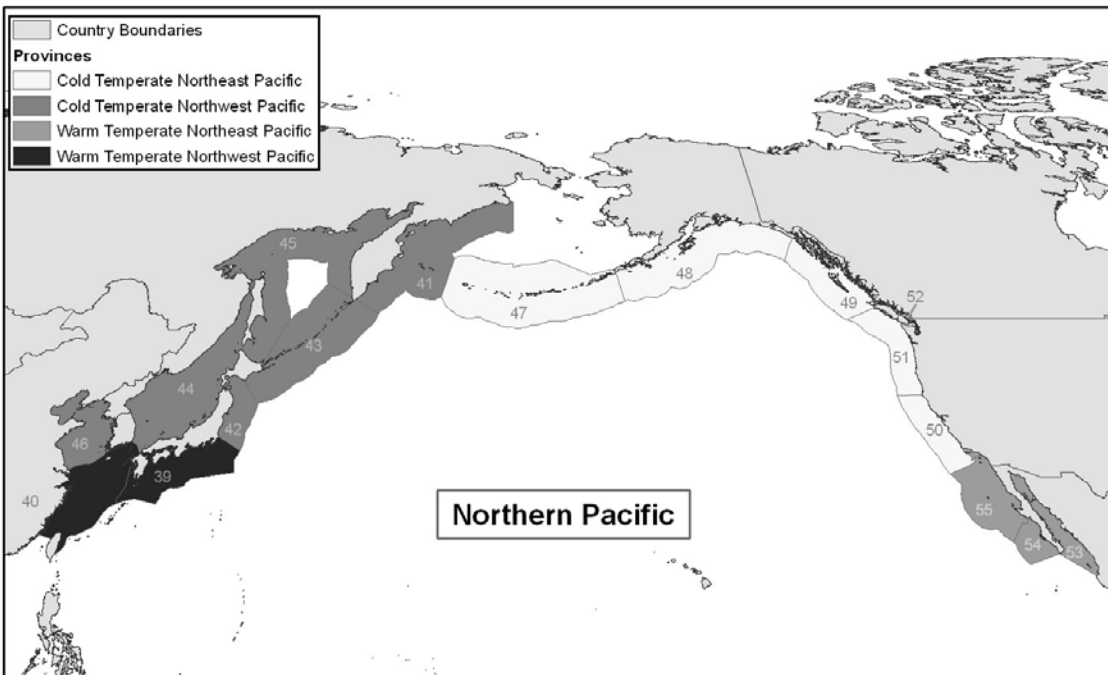 Country Boundaries
Provinces
Cold Temperate Northeast Pacific
Cold Temperate Northwest Pacific
Warm Temperate Northeast Pacific
Warm Temperate Northwest Pacific
45
41
48
47
49
52
43
51
44
42
50
46
39
40
Northern Pacific
55
54
53